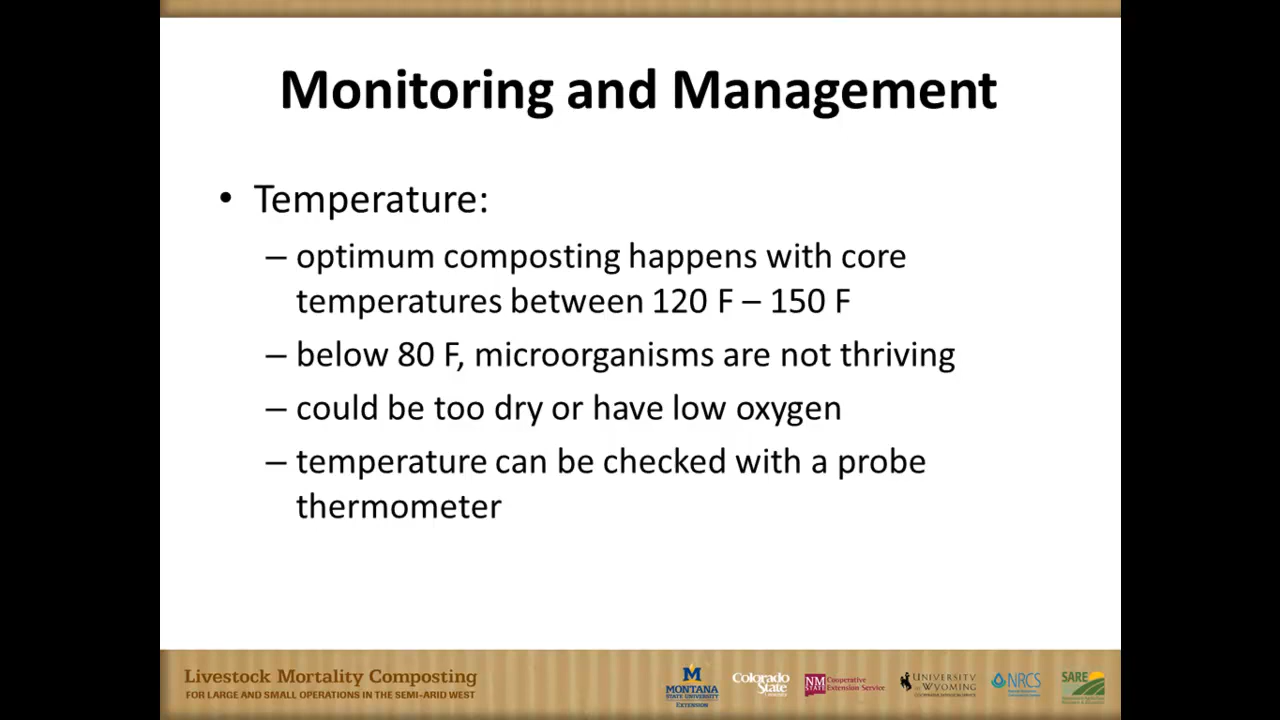 Monitoring and Management
• Temperature:
– optimum composting happens with core
temperatures between 120 F – 150 F
– below 80 F, microorganisms are not thriving
– could be too dry or have low oxygen
– temperature can be checked with a probe
thermometer
Livestock Mortality Composting
FOR LARGE AND SMALL OPERATIONS IN THE SEMI-ARID WEST
M
MONTANA
STATE UNIVERSITY
EXTENSION
Colorado
State
NM
STATE
Cooperative
Extension Service
UNIVERSITY
OF WYOMING
NRCS
SARE